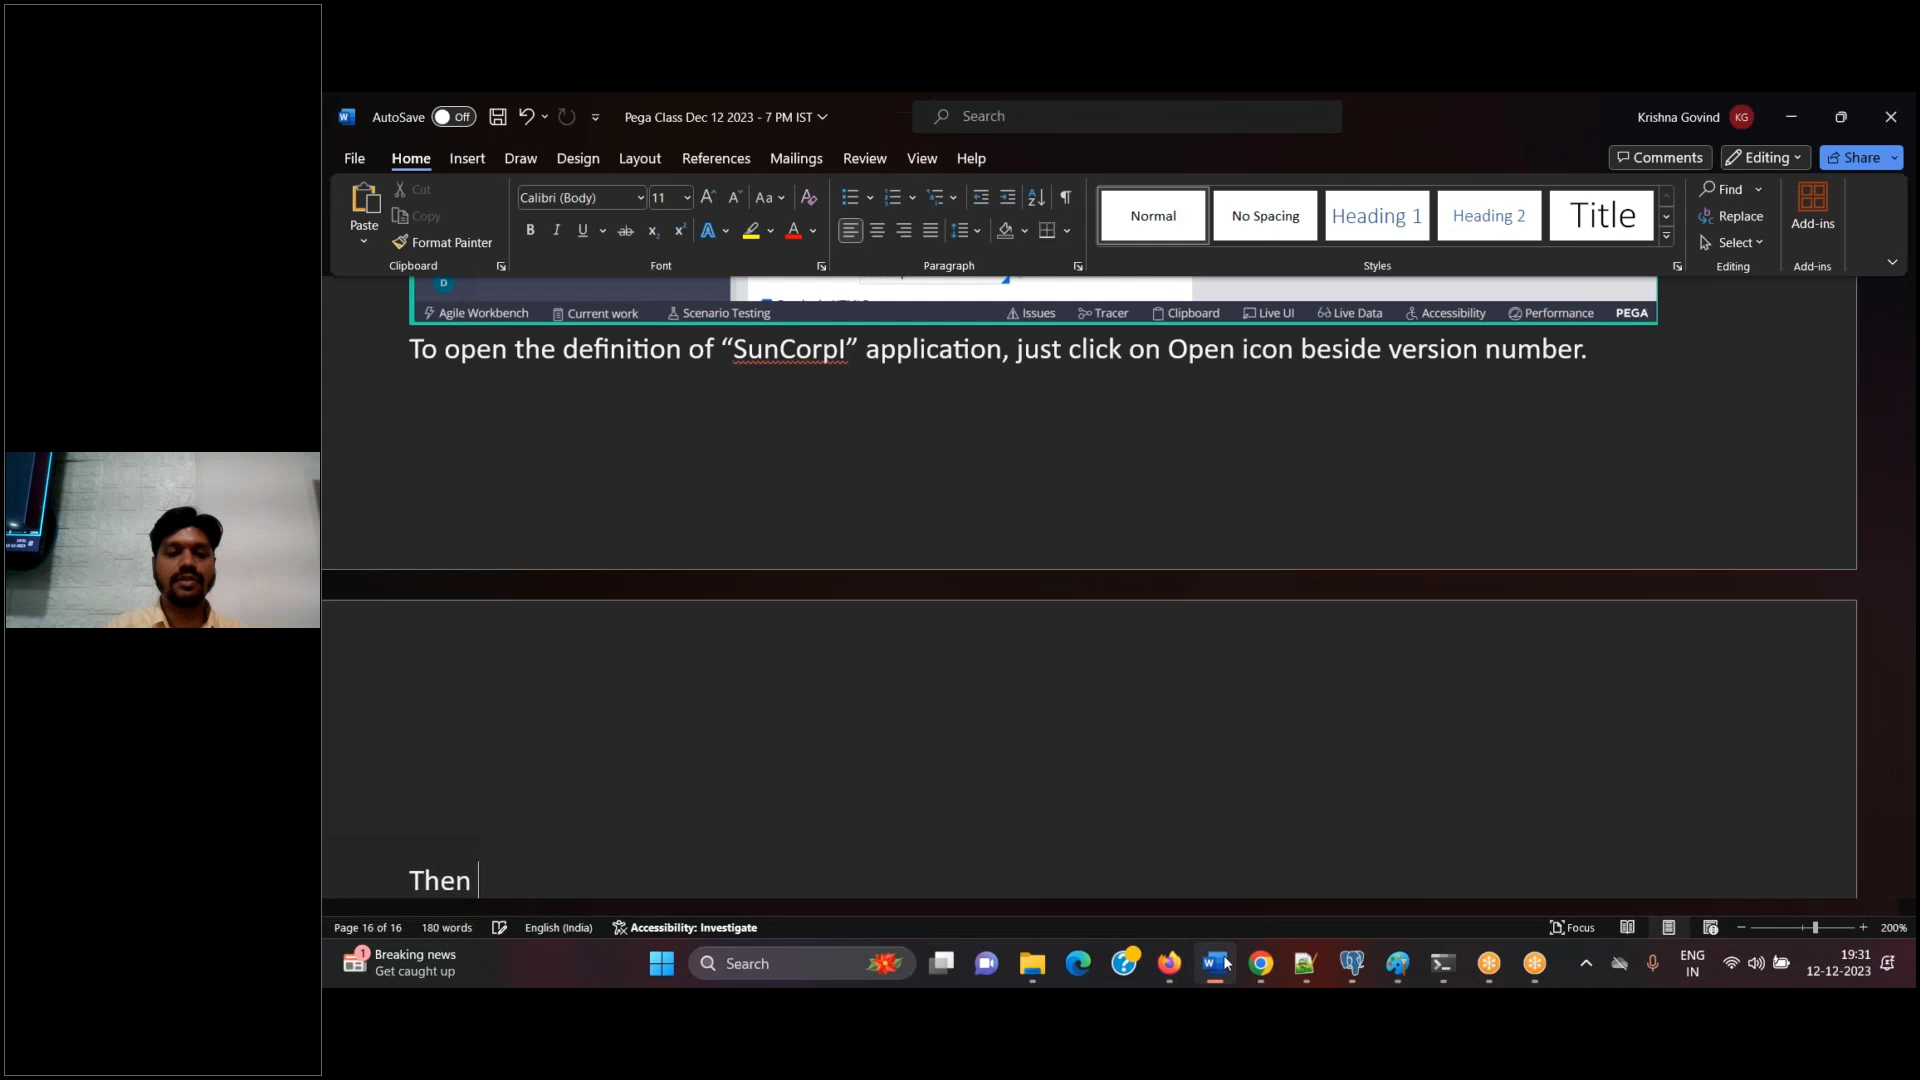 AutoSave Off Pega Class Dec 12 2023 - 7 PM IST Search Krishna Govind KG
File Home Insert Draw Design Layout References Mailings Review View Help Comments Editing Share
Paste Cut Copy Format Painter Clipboard
Calibri (Body) 11 Aa Font
Paragraph
Normal No Spacing Heading 1 Heading 2 Title Styles
Find Replace Select Editing
Add-ins Add-ins
D
Agile Workbench Current work Scenario Testing Issues Tracer Clipboard Live UI Live Data Accessibility Performance PEGA
To open the definition of “SunCorpI” application, just click on Open icon beside version number.
Then
Page 16 of 16 180 words English (India) Accessibility: Investigate Focus 200%
1 Breaking news
Get caught up
Search
ENG
IN
19:31
12-12-2023